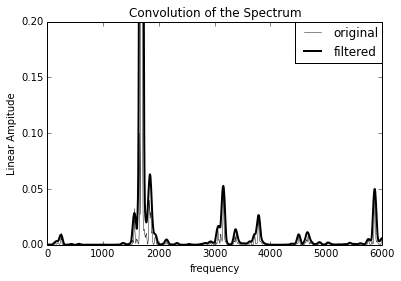 Convolution of the Spectrum
original
filtered
0.20
0.15
0.10
0.05
0.00
Linear Ampitude
0
1000
2000
3000
4000
5000
6000
frequency